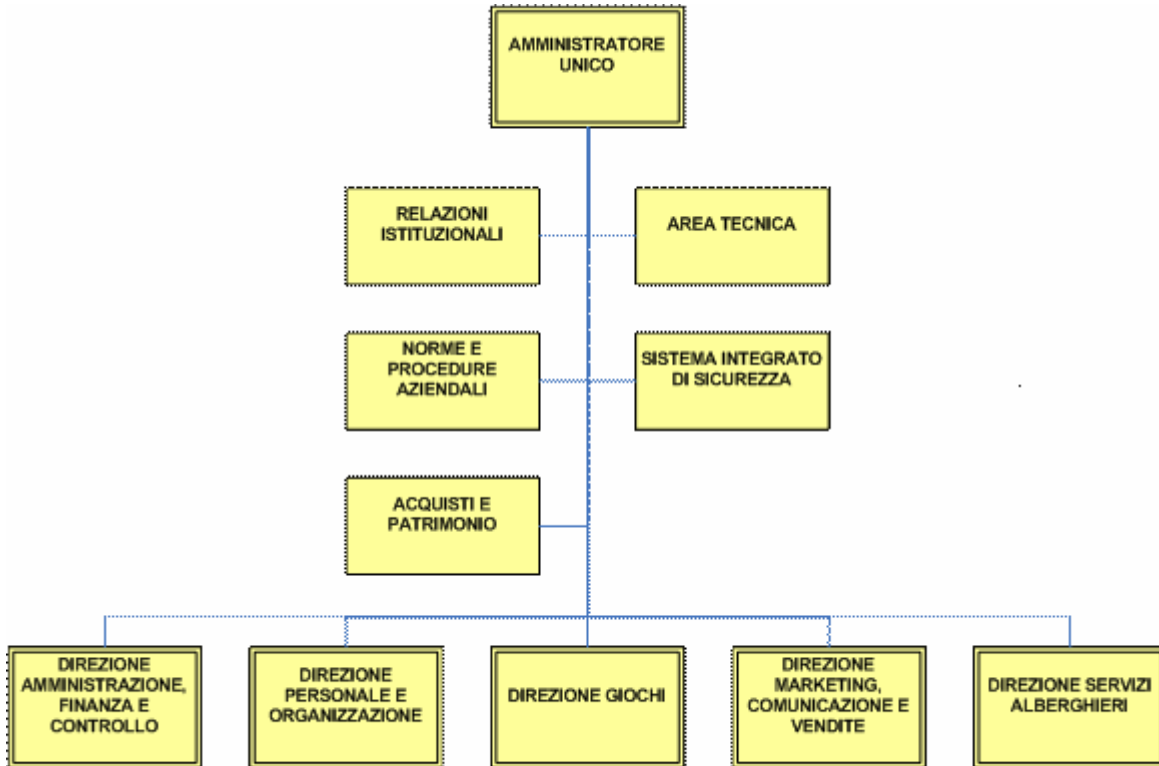 AMMINISTRATORE
UNICO
RELAZIONI
ISTITUZIONALI
AREA TECNICA
NORME E
PROCEDURE
AZIENDALI
SISTEMA INTEGRATO
DI SICUREZZA
ACQUISTI E
PATRIMONIO
DIREZIONE
AMMINISTRAZIONE,
FINANZA E
CONTROLLO
DIREZIONE
PERSONALE E
ORGANIZZAZIONE
DIREZIONE GIOCHI
DIREZIONE
MARKETING,
COMUNICAZIONE E
VENDITE
DIREZIONE SERVIZI
ALBERGHIERI